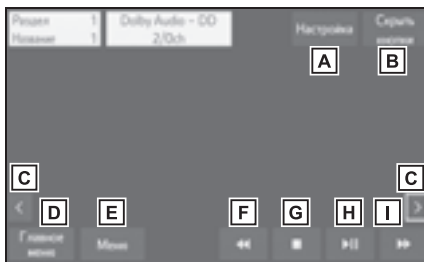 Раздел 1
Название 1
Dolby Audio – DD
2/0ch
Настройка
Скрыть
кнопки
A
B
C
C
D
E
F
G
H
I
Главное
меню
Меню